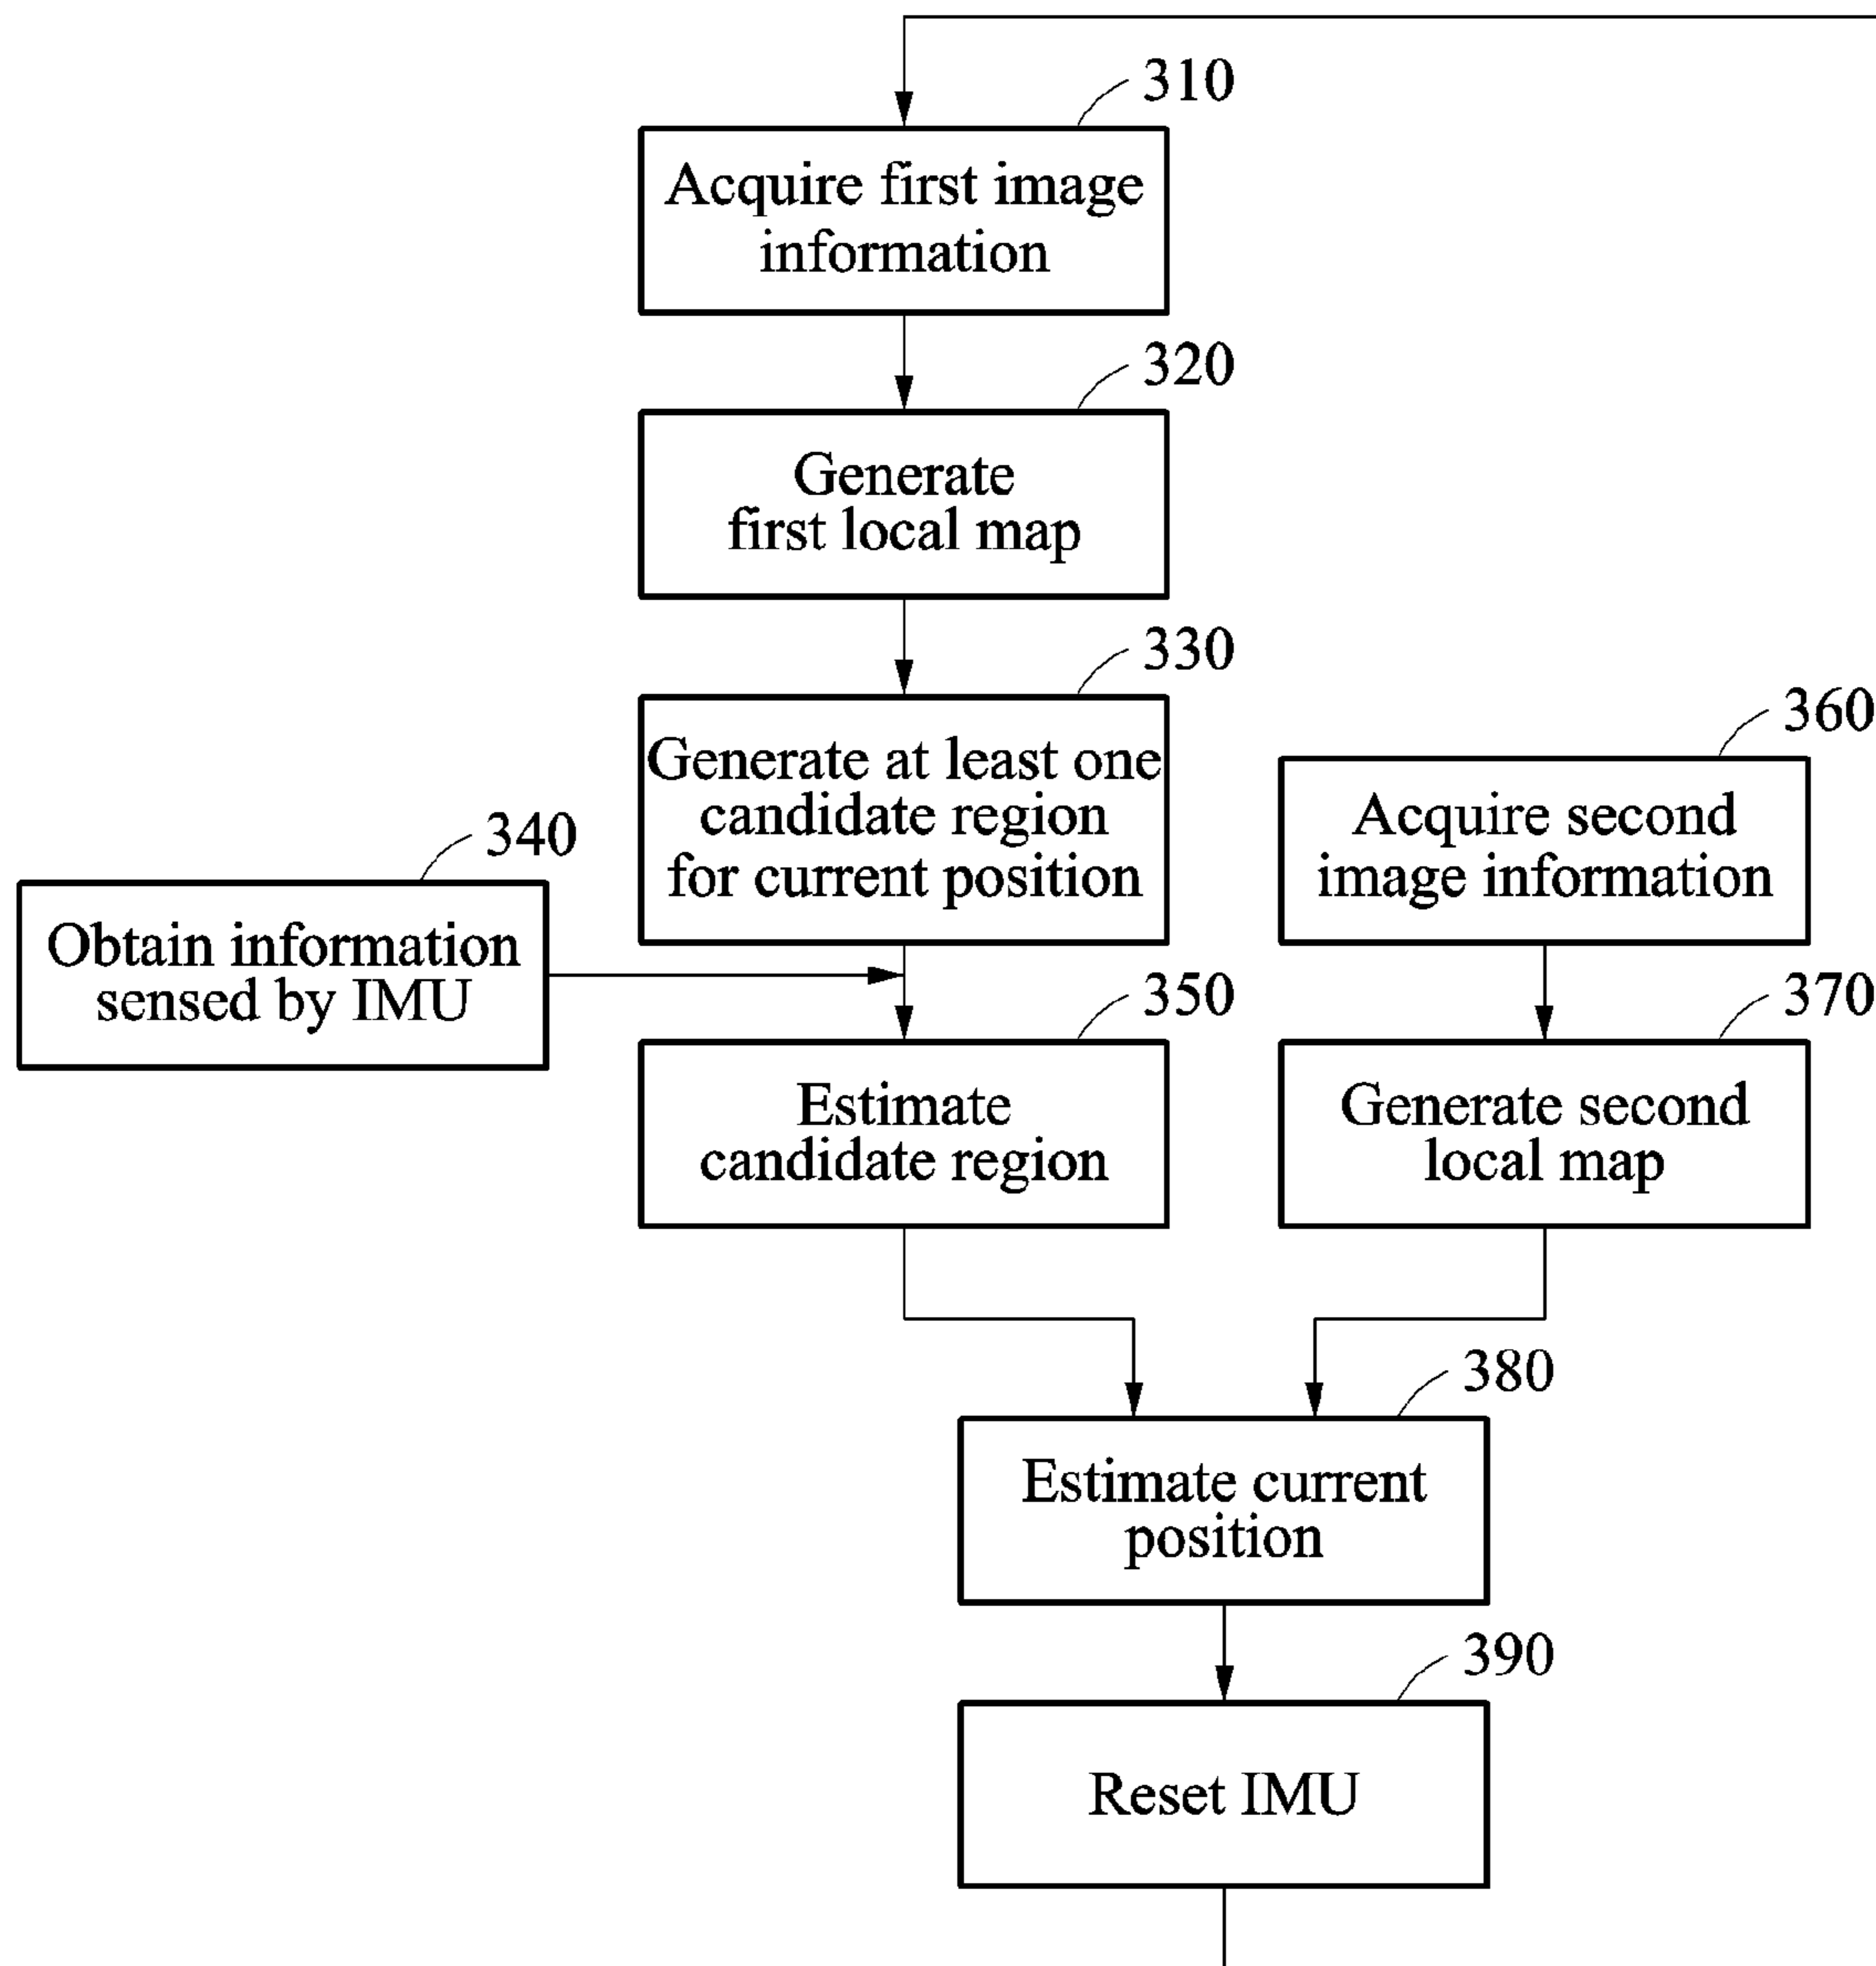 310
Acquire first image
information
320
Generate
first local map
330
Generate at least one
candidate region
for current position
340
Obtain information
sensed by IMU
350
Estimate
candidate region
360
Acquire second
image information
370
Generate second
local map
380
Estimate current
position
390
Reset IMU